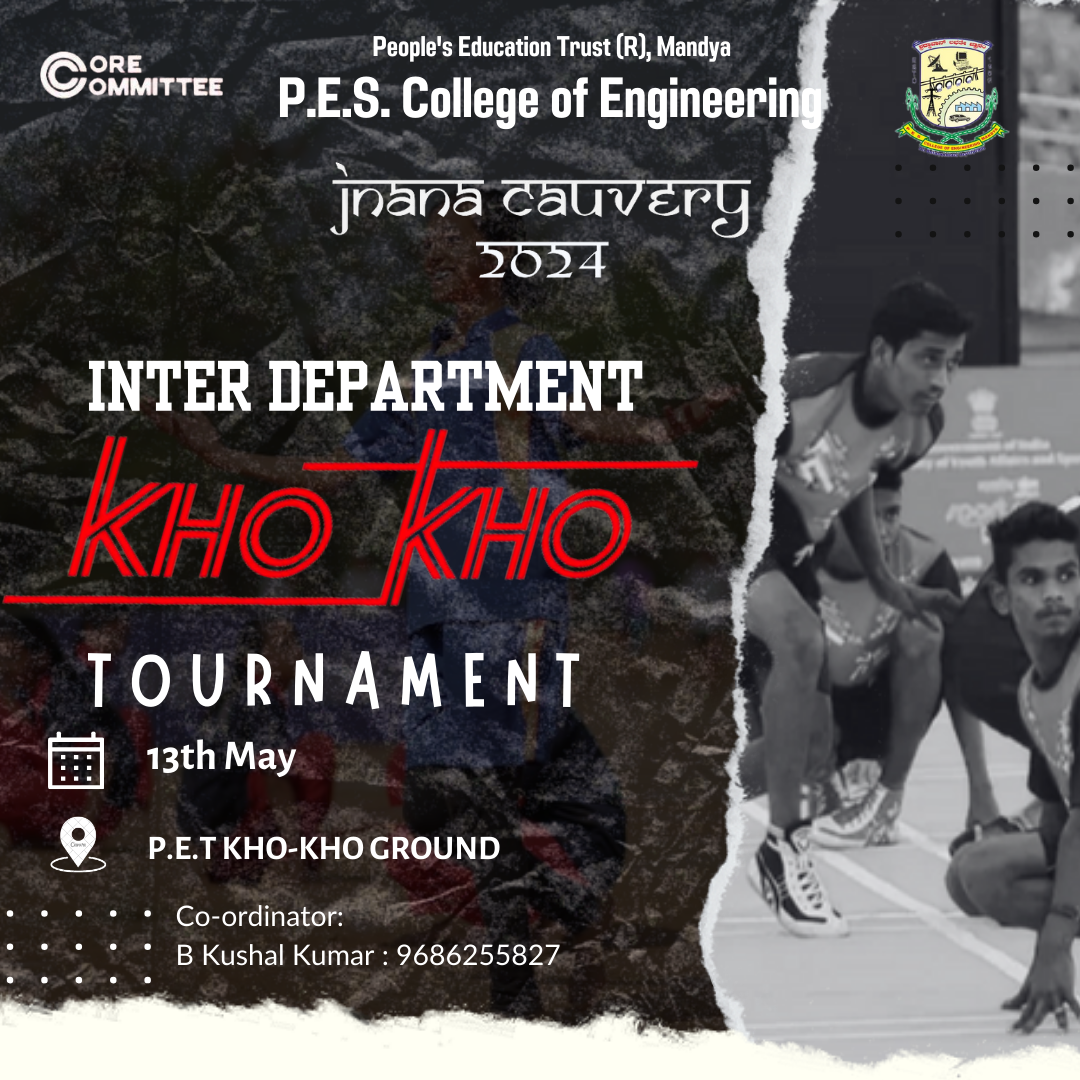 CORE
COMMITTEE
People's Education Trust (R), Mandya
P.E.S. College of Engineering
jnana cauvery
2024
INTER DEPARTMENT
KHO KHO
TOURNAMENT
13th May
P.E.T KHO-KHO GROUND
Co-ordinator:
B Kushal Kumar : 9686255827